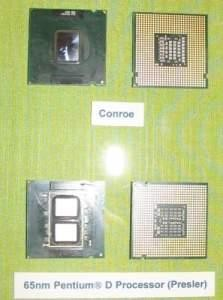 Conroe
65nm Pentium® D Processor (Presler)